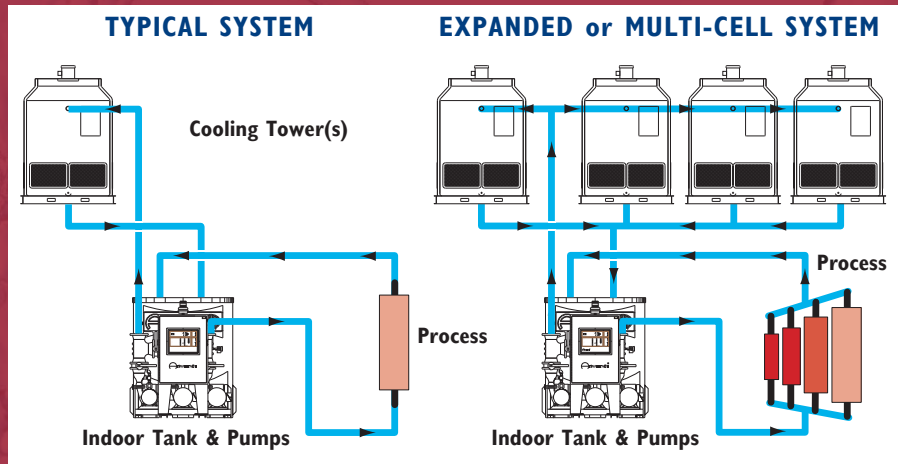 TYPICAL SYSTEM
EXPANDED or MULTI-CELL SYSTEM
Cooling Tower(s)
Process
Process
Indoor Tank & Pumps
Indoor Tank & Pumps